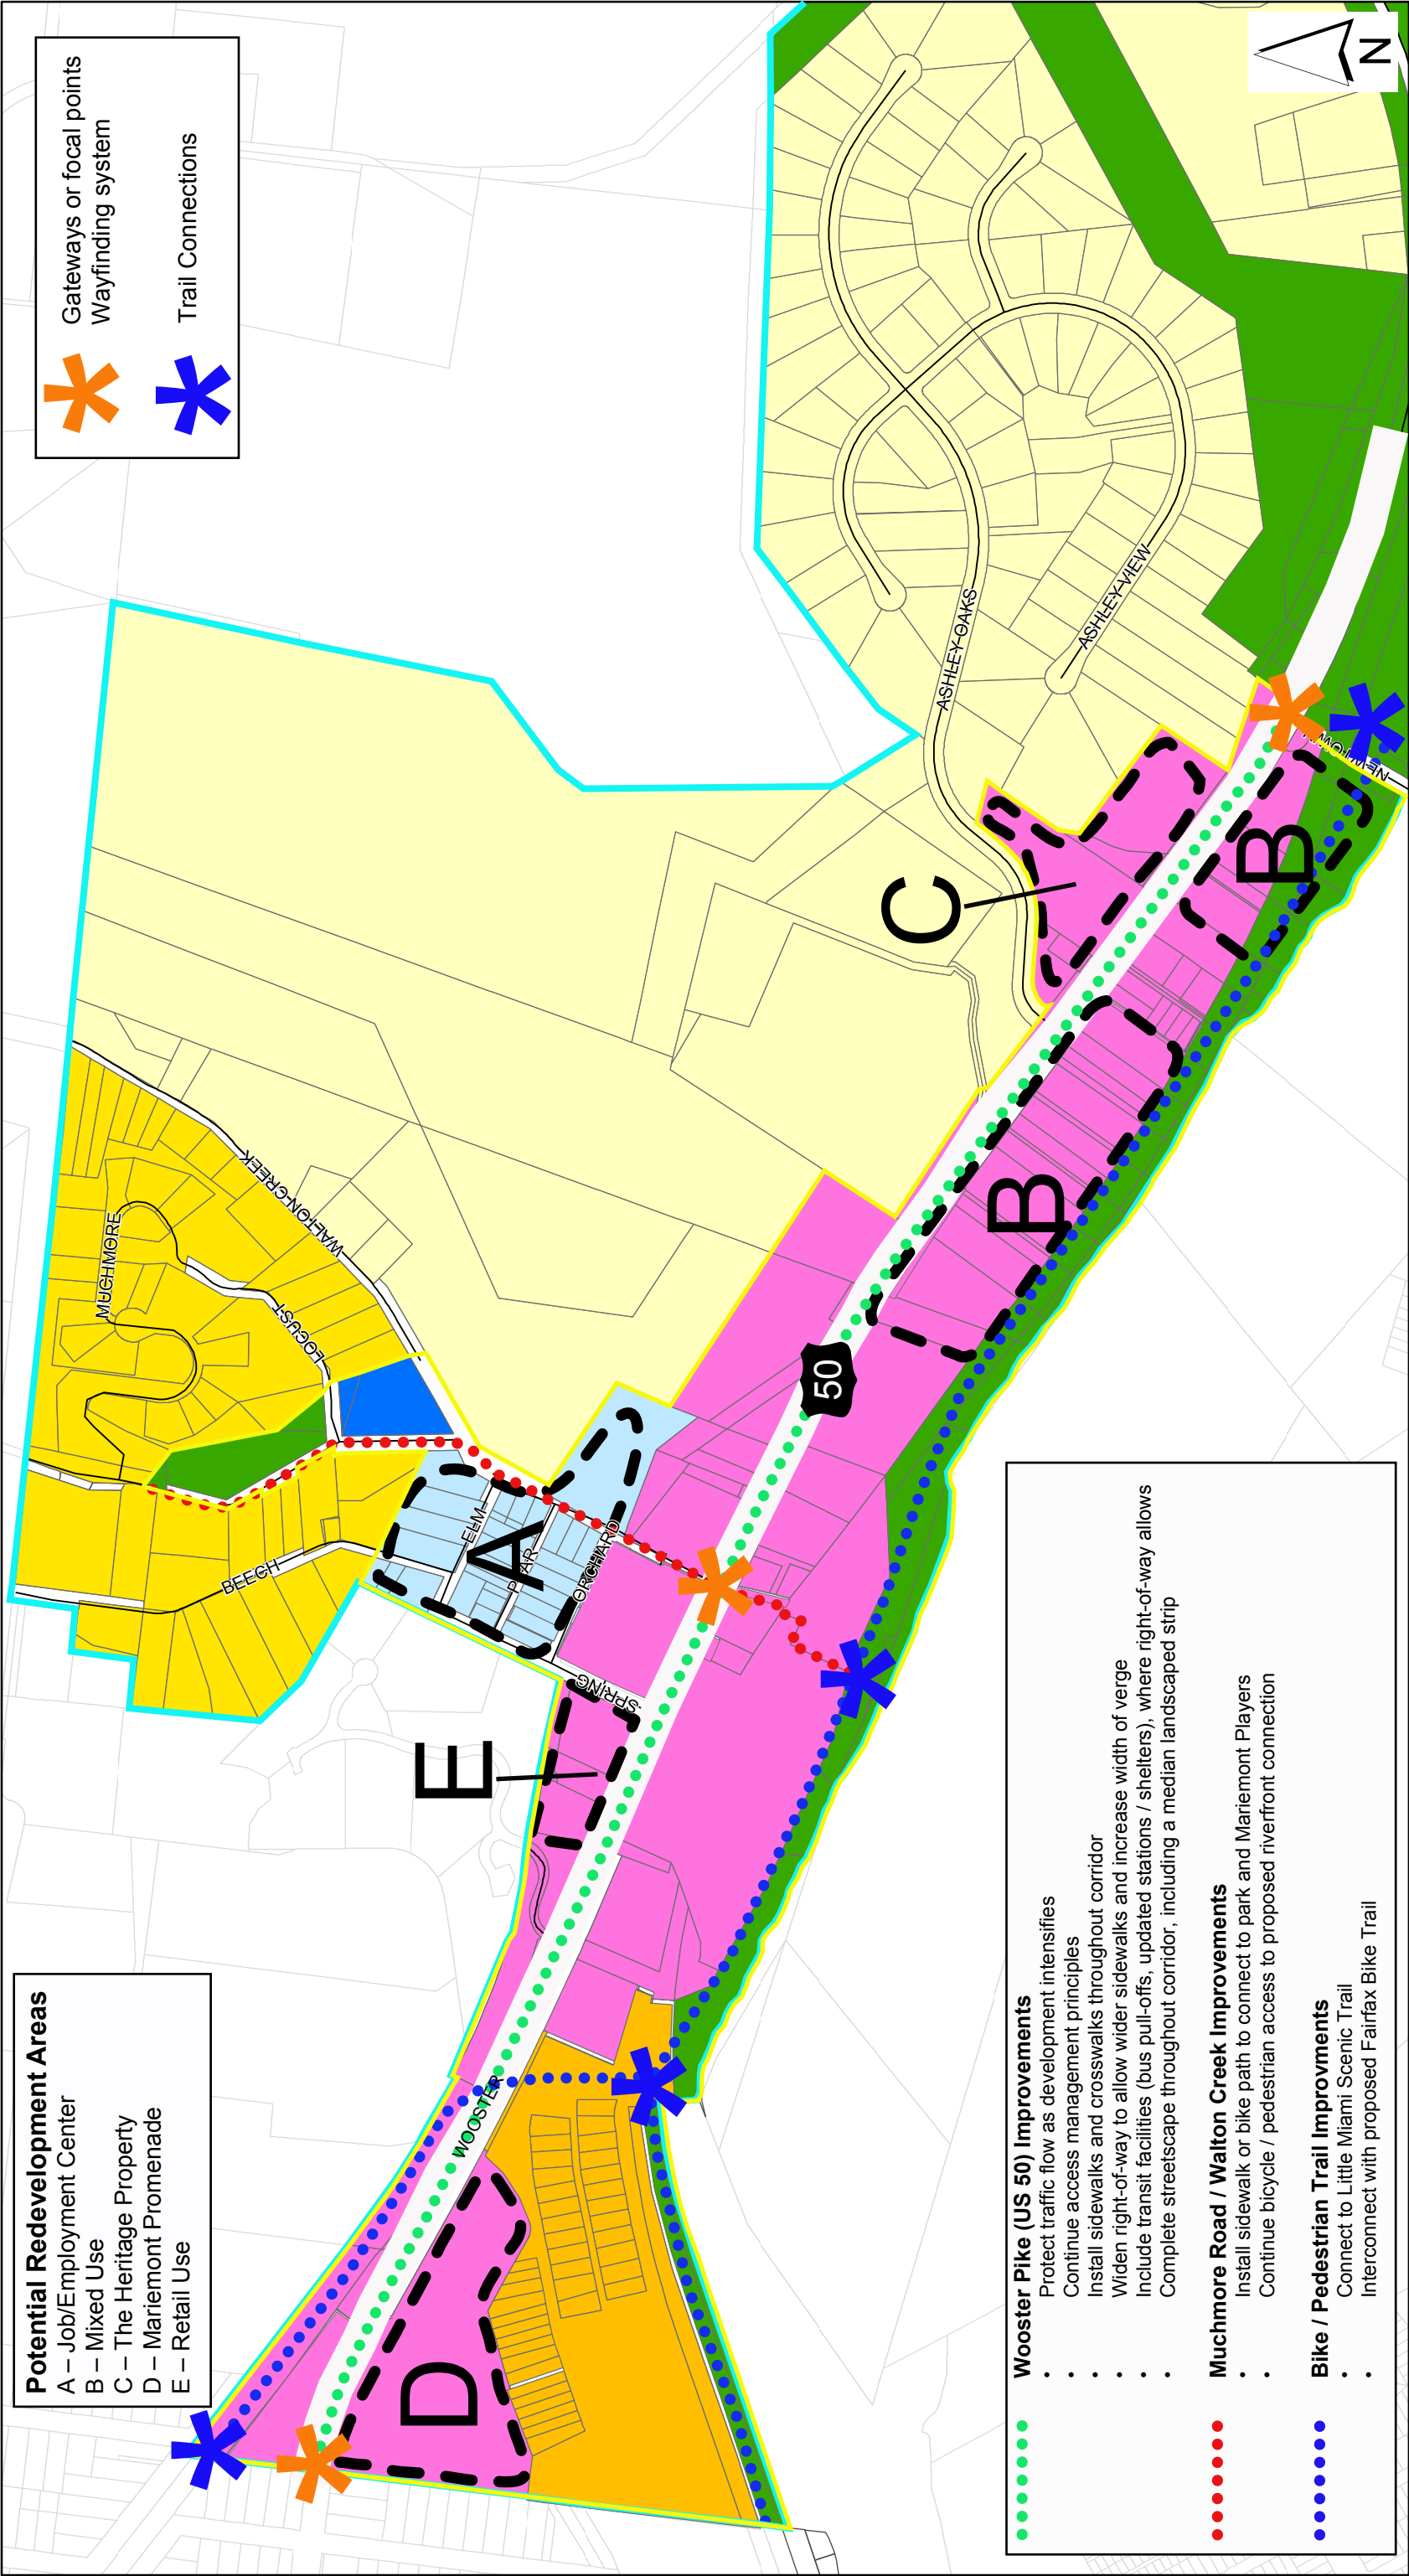 Potential Redevelopment Areas
A – Job/Employment Center
B – Mixed Use
C – The Heritage Property
D – Mariemont Promenade
E – Retail Use
Gateways or focal points
Wayfinding system
Trail Connections
MUCHMORE
WALTON CREEK
LOCUST
BEECH
ELM
ORCHARD
A
SPRING
E
D
WOOSTER
50
B
C
B
ASHLEY OAKS
ASHLEY VIEW
N
Wooster Pike (US 50) Improvements
• Protect traffic flow as development intensifies
• Continue access management principles
• Install sidewalks and crosswalks throughout corridor
• Widen right-of-way to allow wider sidewalks and increase width of verge
• Include transit facilities (bus pull-offs, updated stations / shelters), where right-of-way allows
• Complete streetscape throughout corridor, including a median landscaped strip
Muchmore Road / Walton Creek Improvements
• Install sidewalk or bike path to connect to park and Mariemont Players
• Continue bicycle / pedestrian access to proposed riverfront connection
Bike / Pedestrian Trail Improvments
• Connect to Little Miami Scenic Trail
• Interconnect with proposed Fairfax Bike Trail